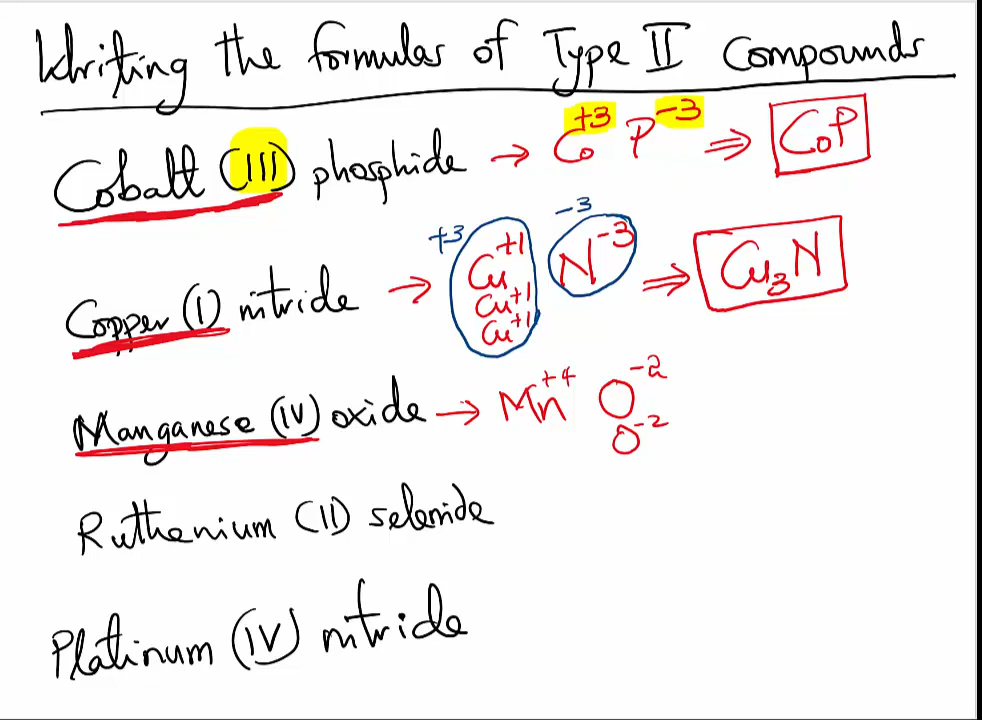 Writing the formulas of Type II Compounds
Cobalt (III) phosphide → Co+3 P-3 ⇒ CoP
+3 -3
Copper (I) nitride → Cu+1 N-3 ⇒ Cu3N
Cu+1
Cu+1
Manganese (IV) oxide → Mn+4 O-2
O-2
Ruthenium (II) selenide
Platinum (IV) nitride